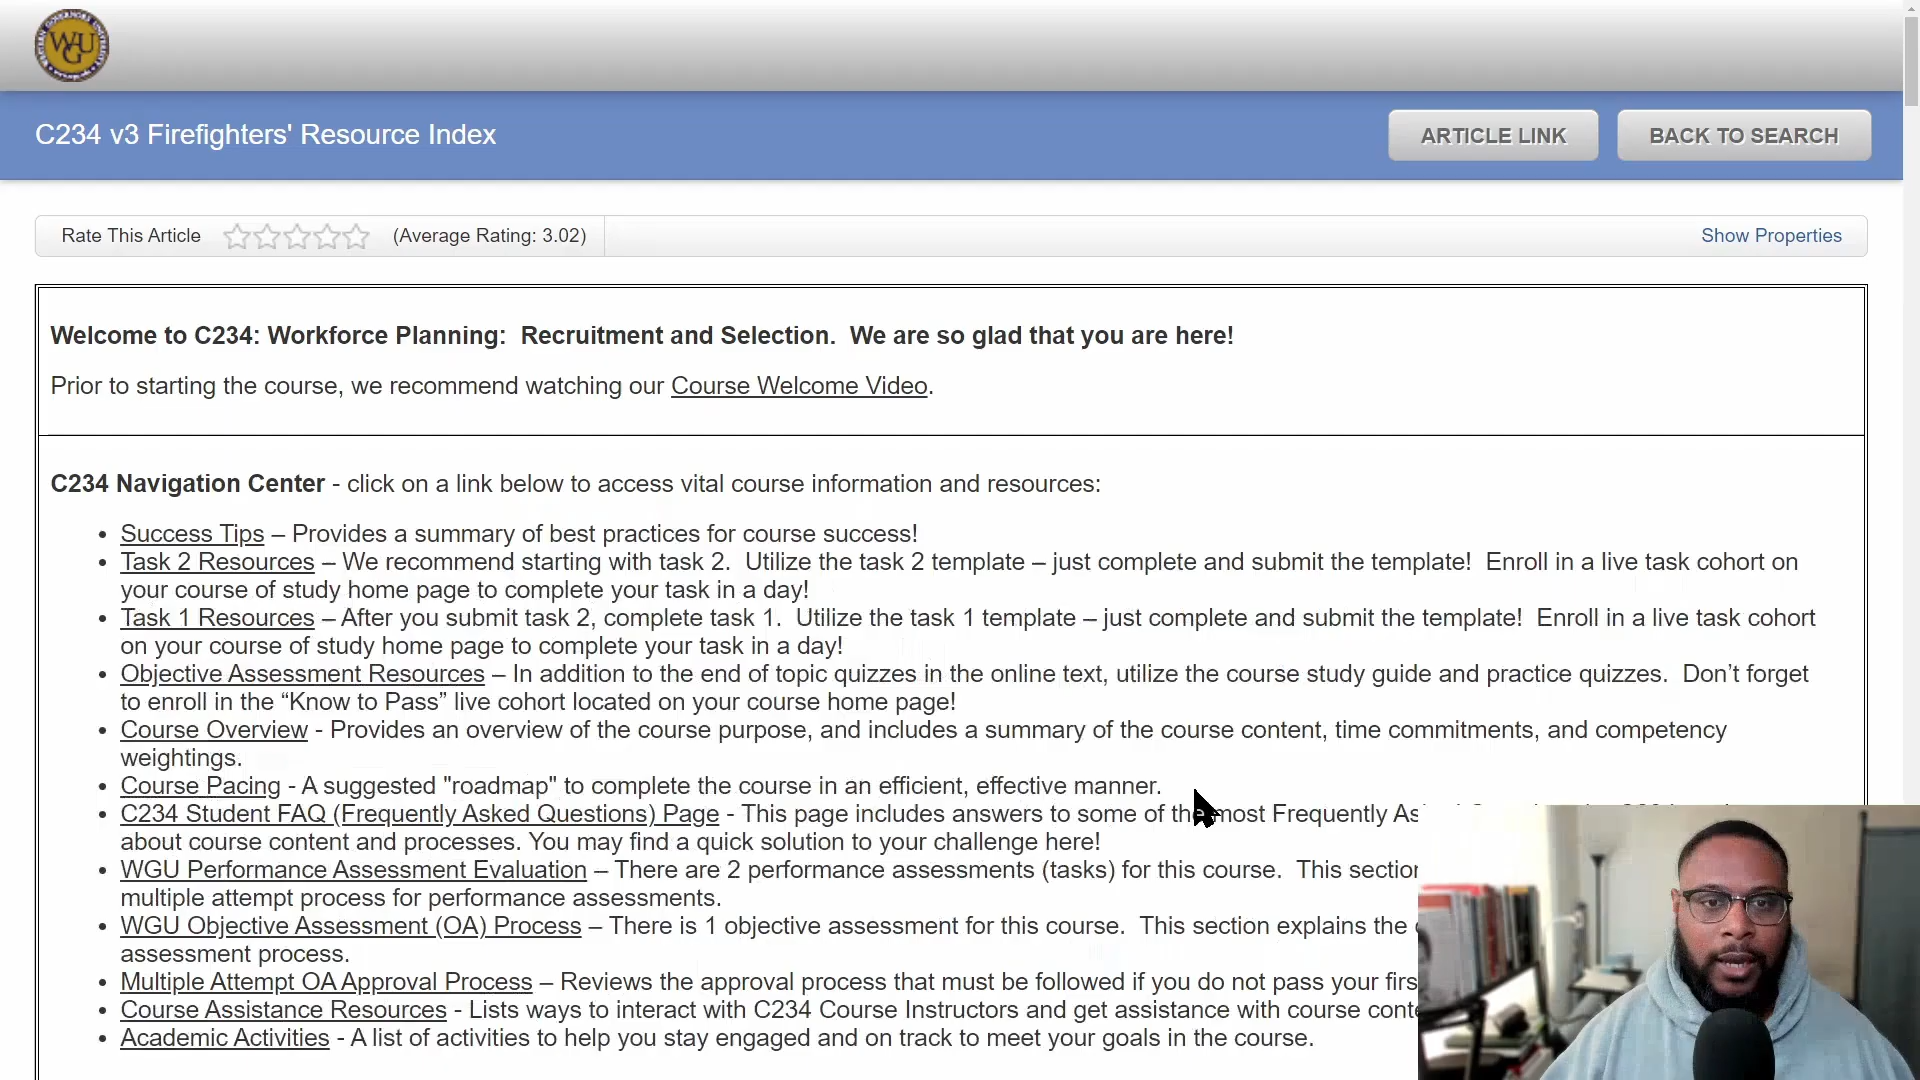 WGU
C234 v3 Firefighters' Resource Index
ARTICLE LINK
BACK TO SEARCH
Rate This Article
(Average Rating: 3.02)
Show Properties
Welcome to C234: Workforce Planning:  Recruitment and Selection.  We are so glad that you are here!
Prior to starting the course, we recommend watching our Course Welcome Video.
C234 Navigation Center - click on a link below to access vital course information and resources:
• Success Tips – Provides a summary of best practices for course success!
• Task 2 Resources – We recommend starting with task 2.  Utilize the task 2 template – just complete and submit the template!  Enroll in a live task cohort on
your course of study home page to complete your task in a day!
• Task 1 Resources – After you submit task 2, complete task 1.  Utilize the task 1 template – just complete and submit the template!  Enroll in a live task cohort
on your course of study home page to complete your task in a day!
• Objective Assessment Resources – In addition to the end of topic quizzes in the online text, utilize the course study guide and practice quizzes.  Don’t forget
to enroll in the “Know to Pass” live cohort located on your course home page!
• Course Overview - Provides an overview of the course purpose, and includes a summary of the course content, time commitments, and competency
weightings.
• Course Pacing - A suggested "roadmap" to complete the course in an efficient, effective manner.
• C234 Student FAQ (Frequently Asked Questions) Page - This page includes answers to some of the most Frequently
about course content and processes. You may find a quick solution to your challenge here!
• WGU Performance Assessment Evaluation – There are 2 performance assessments (tasks) for this course.  This
multiple attempt process for performance assessments.
• WGU Objective Assessment (OA) Process – There is 1 objective assessment for this course.  This section explains the
assessment process.
• Multiple Attempt OA Approval Process – Reviews the approval process that must be followed if you do not pass your
• Course Assistance Resources - Lists ways to interact with C234 Course Instructors and get assistance with course
• Academic Activities - A list of activities to help you stay engaged and on track to meet your goals in the course.